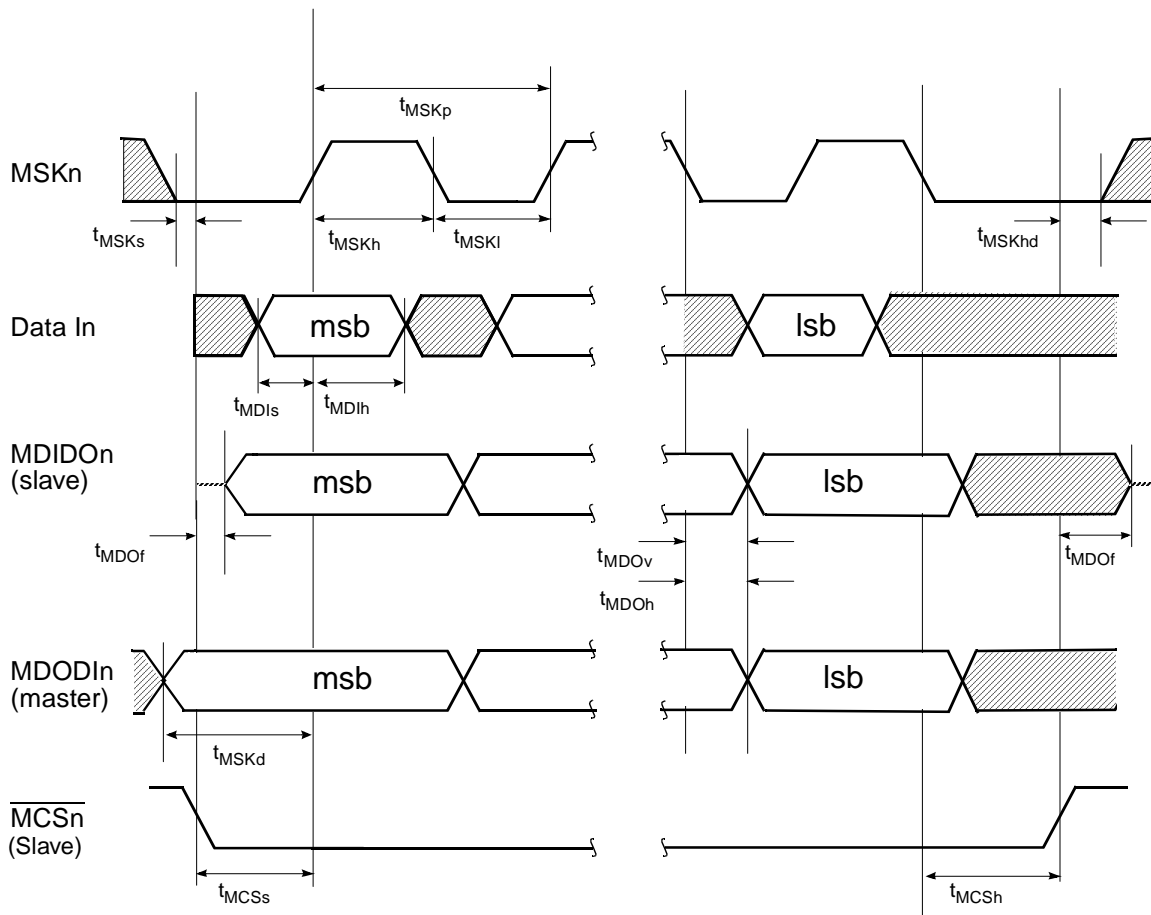 tMSKp
MSKn
tMSKs
tMSKh
tMSKl
tMSKhd
Data In
msb
lsb
tMDIs
tMDIh
MDIDOn
(slave)
msb
lsb
tMDOf
tMDOv
tMDOf
tMDOh
MDODIn
(master)
msb
lsb
tMSKd
MCSn
(Slave)
tMCSs
tMCSh